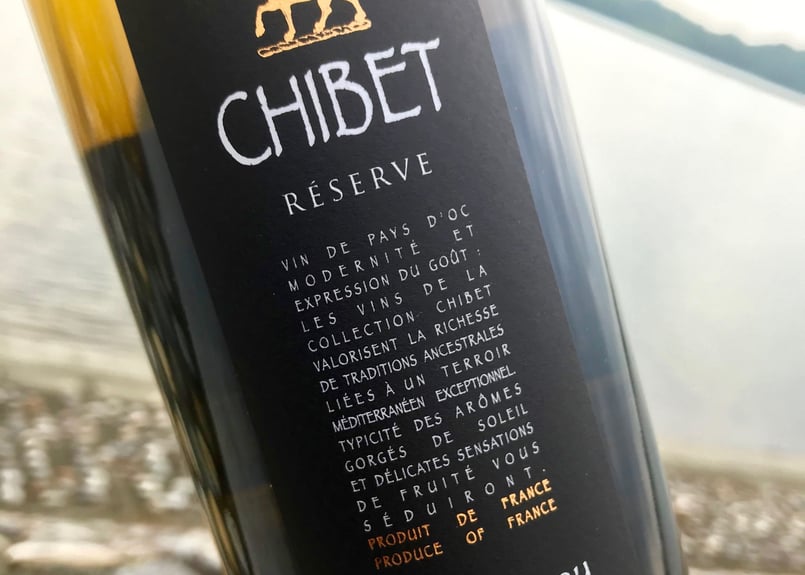 CHIBET
RÉSERVE
VIN DE PAYS D'OC
MODERNITÉ ET
EXPRESSION DU GOÛT :
LES VINS DE LA
COLLECTION CHIBET
VALORISENT LA RICHESSE
DE TRADITIONS ANCESTRALES
LIÉES À UN TERROIR
MÉDITERRANÉEN EXCEPTIONNEL.
TYPICITÉ DES ARÔMES
GORGÉS DE SOLEIL
ET DÉLICATES SENSATIONS
DE FRUITÉ VOUS
SÉDUIRONT.
PRODUIT DE FRANCE
PRODUCE OF FRANCE